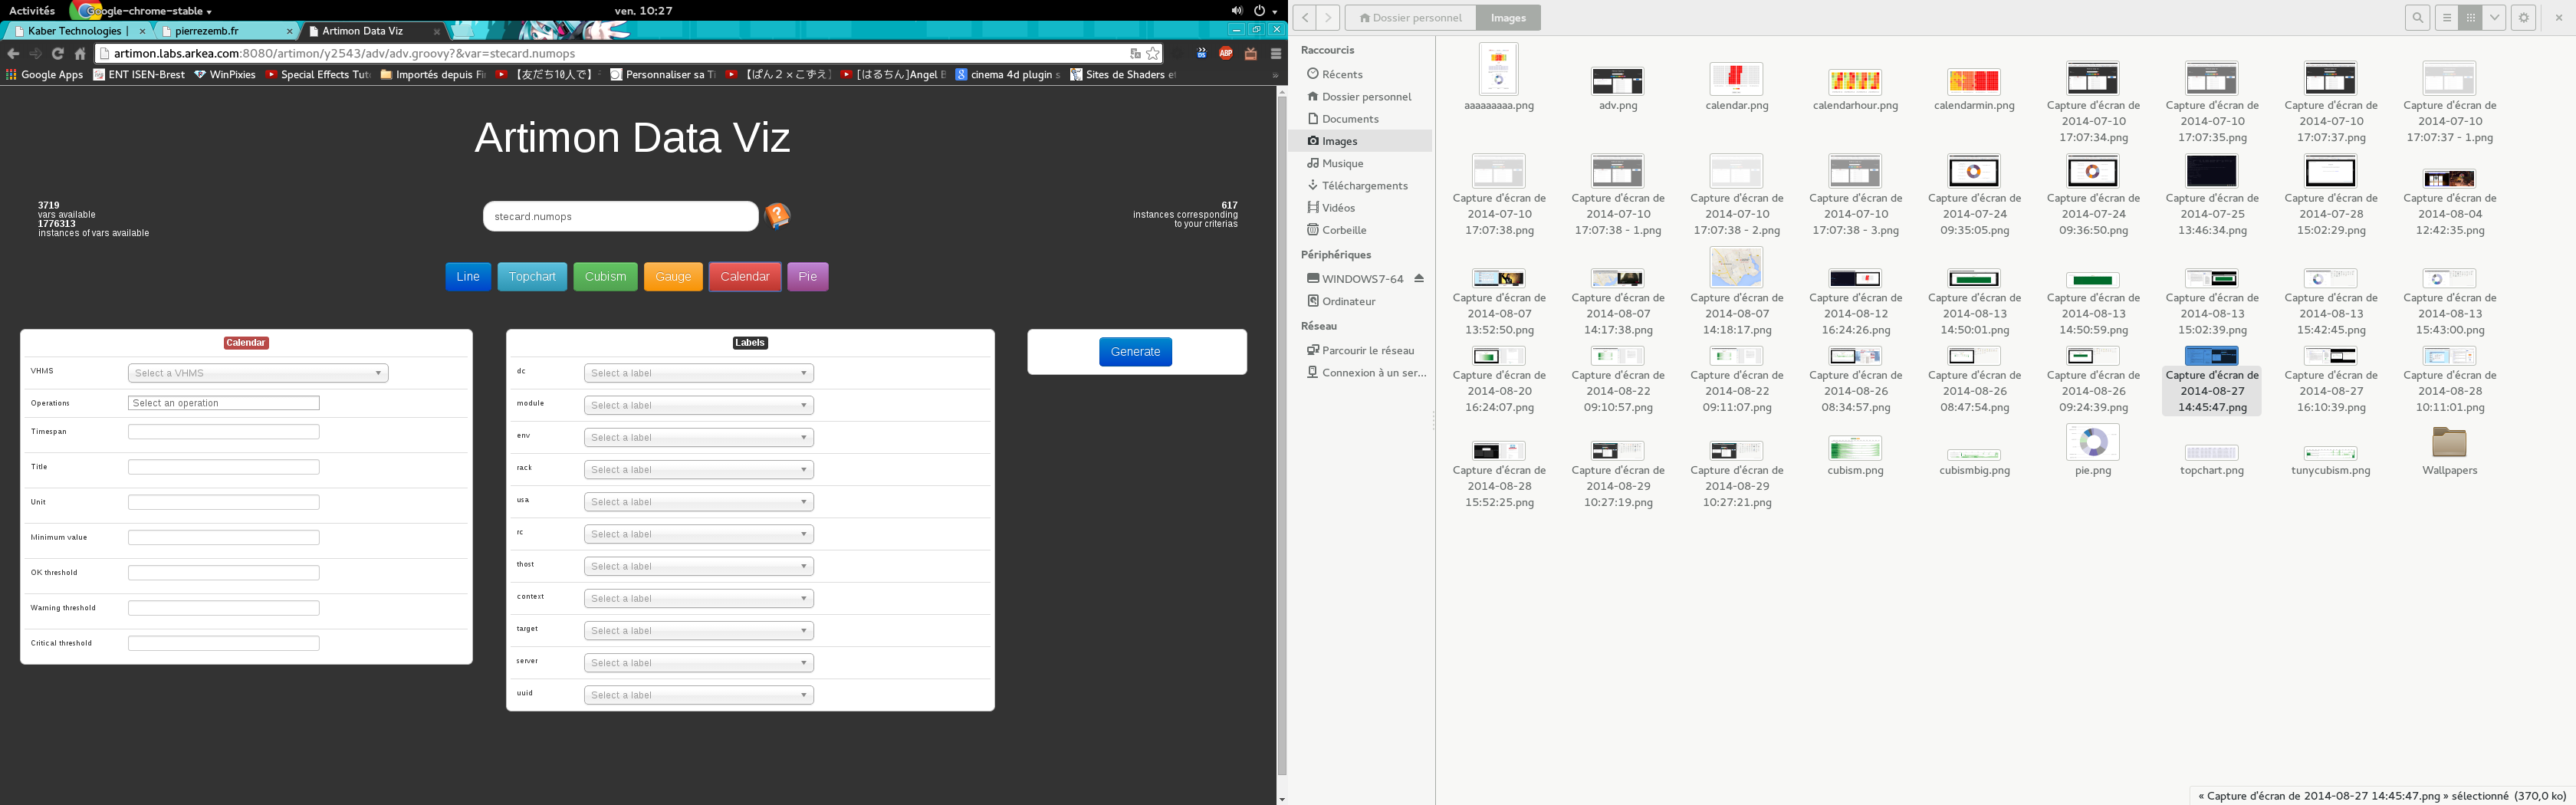 Activités
Google-chrome-stable
ven. 10:27
Kaber Technologies |
pierrezemb.fr
Artimon Data Viz
artimon.labs.arkea.com:8080/artimon/y2543/adv/adv.groovy?&var=stecard.numops
Google Apps
ENT ISEN-Brest
WinPixies
Special Effects Tut
Importés depuis Fi
【友だち10人で】
Personnaliser sa Ti
【ぱん２×こずえ】
[はるちん]Angel B
cinema 4d plugin s
Sites de Shaders et
»
Artimon Data Viz
3719
vars available
1776313
instances of vars available
stecard.numops
617
instances corresponding
to your criterias
Line
Topchart
Cubism
Gauge
Calendar
Pie
Calendar
VHMS
Select a VHMS
Operations
Select an operation
Timespan
Title
Unit
Minimum value
OK threshold
Warning threshold
Critical threshold
Labels
dc
Select a label
module
Select a label
env
Select a label
rack
Select a label
usa
Select a label
rc
Select a label
thost
Select a label
context
Select a label
target
Select a label
server
Select a label
uuid
Select a label
Generate
Dossier personnel
Images
Raccourcis
Récents
Dossier personnel
Documents
Images
Musique
Téléchargements
Vidéos
Corbeille
Périphériques
WINDOWS7-64
Ordinateur
Réseau
Parcourir le réseau
Connexion à un ser...
aaaaaaaaa.png
adv.png
calendar.png
calendarhour.png
calendarmin.png
Capture d'écran de
2014-07-10
17:07:34.png
Capture d'écran de
2014-07-10
17:07:35.png
Capture d'écran de
2014-07-10
17:07:37.png
Capture d'écran de
2014-07-10
17:07:37 - 1.png
Capture d'écran de
2014-07-10
17:07:38.png
Capture d'écran de
2014-07-10
17:07:38 - 1.png
Capture d'écran de
2014-07-10
17:07:38 - 2.png
Capture d'écran de
2014-07-10
17:07:38 - 3.png
Capture d'écran de
2014-07-24
09:35:05.png
Capture d'écran de
2014-07-24
09:36:50.png
Capture d'écran de
2014-07-25
13:46:34.png
Capture d'écran de
2014-07-28
15:02:29.png
Capture d'écran de
2014-08-04
12:42:35.png
Capture d'écran de
2014-08-07
13:52:50.png
Capture d'écran de
2014-08-07
14:17:38.png
Capture d'écran de
2014-08-07
14:18:17.png
Capture d'écran de
2014-08-12
16:24:26.png
Capture d'écran de
2014-08-13
14:50:01.png
Capture d'écran de
2014-08-13
14:50:59.png
Capture d'écran de
2014-08-13
15:02:39.png
Capture d'écran de
2014-08-13
15:42:45.png
Capture d'écran de
2014-08-13
15:43:00.png
Capture d'écran de
2014-08-20
16:24:07.png
Capture d'écran de
2014-08-22
09:10:57.png
Capture d'écran de
2014-08-22
09:11:07.png
Capture d'écran de
2014-08-26
08:34:57.png
Capture d'écran de
2014-08-26
08:47:54.png
Capture d'écran de
2014-08-26
09:24:39.png
Capture d'écran de
2014-08-27
14:45:47.png
Capture d'écran de
2014-08-27
16:10:39.png
Capture d'écran de
2014-08-28
10:11:01.png
Capture d'écran de
2014-08-28
15:52:25.png
Capture d'écran de
2014-08-29
10:27:19.png
Capture d'écran de
2014-08-29
10:27:21.png
cubism.png
cubismbig.png
pie.png
topchart.png
tunycubism.png
Wallpapers
« Capture d'écran de 2014-08-27 14:45:47.png » sélectionné (370,0 ko)